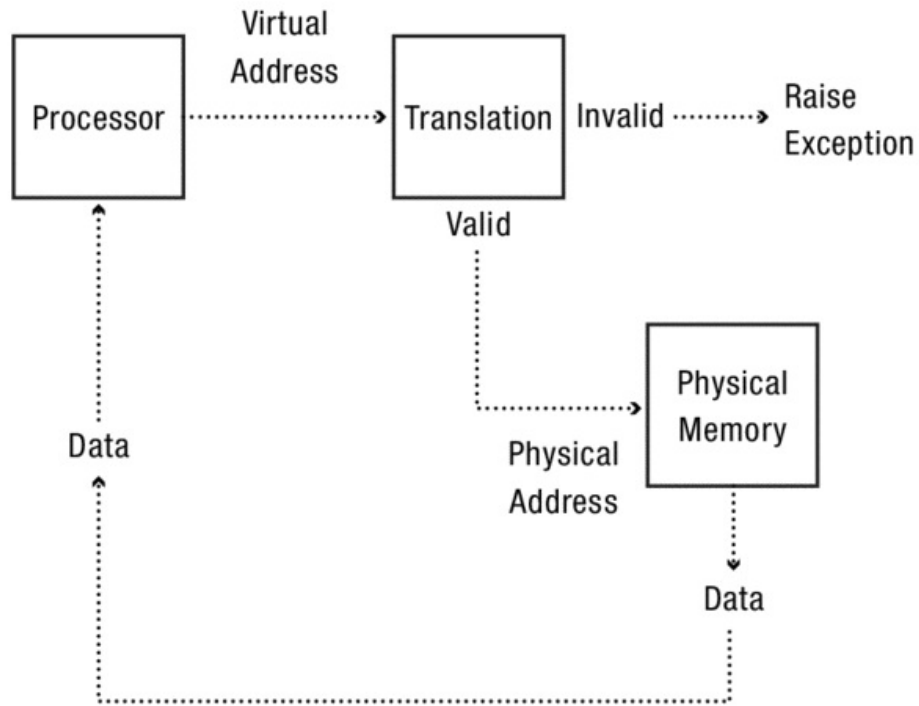 Virtual
Address
Processor
Translation
Invalid
Raise
Exception
Valid
Physical
Memory
Physical
Address
Data
Data